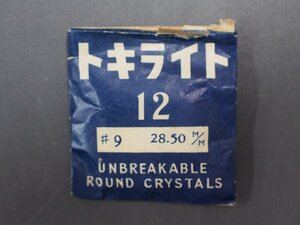 トキライト
12
#9 28.50 M/M
UNBREAKABLE
ROUND CRYSTALS